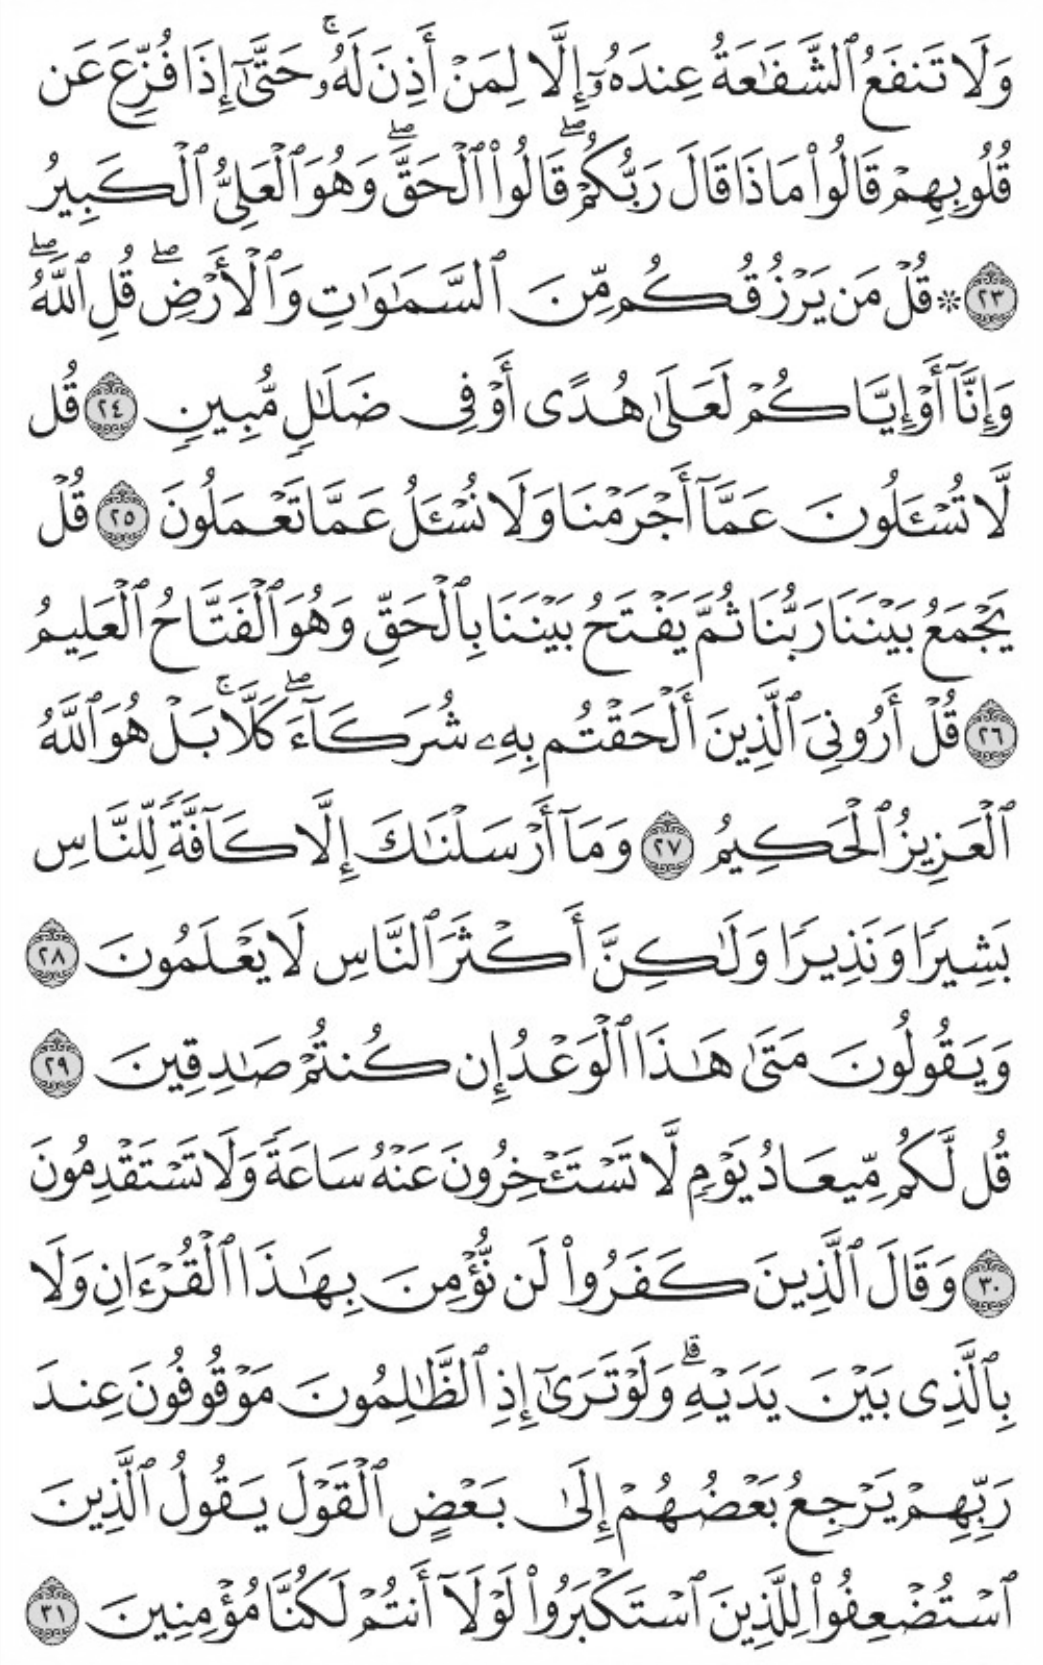 وَلَا تَنفَعُ ٱلشَّفَٰعَةُ عِندَهُۥٓ إِلَّا لِمَنۡ أَذِنَ لَهُۥۚ حَتَّىٰٓ إِذَا فُزِّعَ عَن
قُلُوبِهِمۡ قَالُواْ مَاذَا قَالَ رَبُّكُمۡۖ قَالُواْ ٱلۡحَقَّۖ وَهُوَ ٱلۡعَلِيُّ ٱلۡكَبِيرُ
٢٣ ۞ قُلۡ مَن يَرۡزُقُكُم مِّنَ ٱلسَّمَٰوَٰتِ وَٱلۡأَرۡضِۖ قُلِ ٱللَّهُۖ
وَإِنَّآ أَوۡ إِيَّاكُمۡ لَعَلَىٰ هُدًى أَوۡ فِي ضَلَٰلٖ مُّبِينٖ ٢٤ قُل
لَّا تُسۡـَٔلُونَ عَمَّآ أَجۡرَمۡنَا وَلَا نُسۡـَٔلُ عَمَّا تَعۡمَلُونَ ٢٥ قُلۡ
يَجۡمَعُ بَيۡنَنَا رَبُّنَا ثُمَّ يَفۡتَحُ بَيۡنَنَا بِٱلۡحَقِّ وَهُوَ ٱلۡفَتَّاحُ ٱلۡعَلِيمُ
٢٦ قُلۡ أَرُونِيَ ٱلَّذِينَ أَلۡحَقۡتُم بِهِۦ شُرَكَآءَۖ كَلَّاۚ بَلۡ هُوَ ٱللَّهُ
ٱلۡعَزِيزُ ٱلۡحَكِيمُ ٢٧ وَمَآ أَرۡسَلۡنَٰكَ إِلَّا كَآفَّةٗ لِّلنَّاسِ
بَشِيرٗا وَنَذِيرٗا وَلَٰكِنَّ أَكۡثَرَ ٱلنَّاسِ لَا يَعۡلَمُونَ ٢٨
وَيَقُولُونَ مَتَىٰ هَٰذَا ٱلۡوَعۡدُ إِن كُنتُمۡ صَٰدِقِينَ ٢٩
قُل لَّكُم مِّيعَادُ يَوۡمٖ لَّا تَسۡتَـٔۡخِرُونَ عَنۡهُ سَاعَةٗ وَلَا تَسۡتَقۡدِمُونَ
٣٠ وَقَالَ ٱلَّذِينَ كَفَرُواْ لَن نُّؤۡمِنَ بِهَٰذَا ٱلۡقُرۡءَانِ وَلَا
بِٱلَّذِي بَيۡنَ يَدَيۡهِۗ وَلَوۡ تَرَىٰٓ إِذِ ٱلظَّٰلِمُونَ مَوۡقُوفُونَ عِندَ
رَبِّهِمۡ يَرۡجِعُ بَعۡضُهُمۡ إِلَىٰ بَعۡضٍ ٱلۡقَوۡلَ يَقُولُ ٱلَّذِينَ
ٱسۡتُضۡعِفُواْ لِلَّذِينَ ٱسۡتَكۡبَرُواْ لَوۡلَآ أَنتُمۡ لَكُنَّا مُؤۡمِنِينَ ٣١